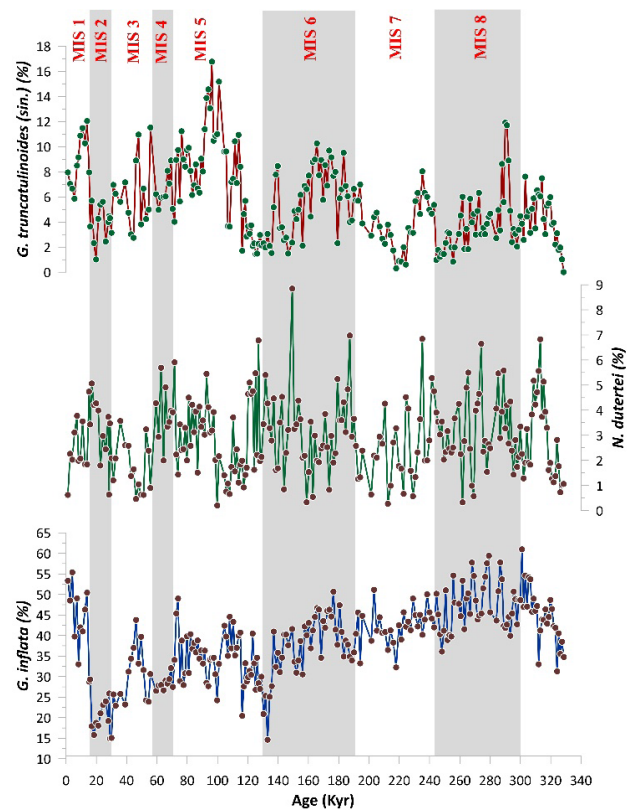 MIS 1
MIS 2
MIS 3
MIS 4
MIS 5
MIS 6
MIS 7
MIS 8
G. truncatulinoides (sin.) (%)
18
16
14
12
10
8
6
4
2
0
N. dutertei (%)
9
8
7
6
5
4
3
2
1
0
G. inflata (%)
65
60
55
50
45
40
35
30
25
20
15
10
0 20 40 60 80 100 120 140 160 180 200 220 240 260 280 300 320 340
Age (Kyr)